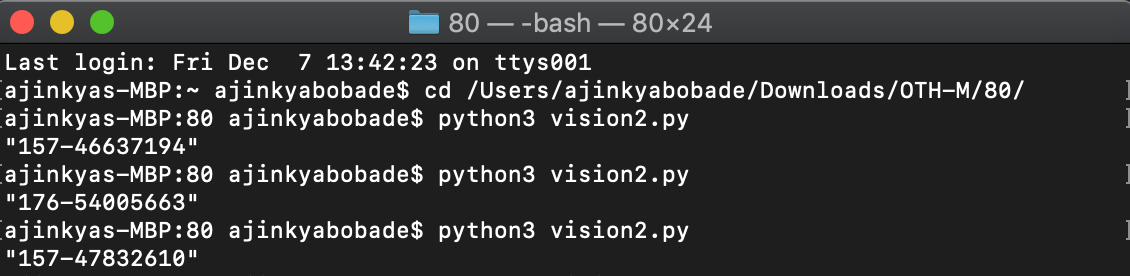 80 — -bash — 80×24
Last login: Fri Dec  7 13:42:23 on ttys001
[ajinkyas-MBP:~ ajinkyabobade$ cd /Users/ajinkyabobade/Downloads/OTH-M/80/ ]
[ajinkyas-MBP:80 ajinkyabobade$ python3 vision2.py ]
"157-46637194"
[ajinkyas-MBP:80 ajinkyabobade$ python3 vision2.py ]
"176-54005663"
[ajinkyas-MBP:80 ajinkyabobade$ python3 vision2.py ]
"157-47832610"